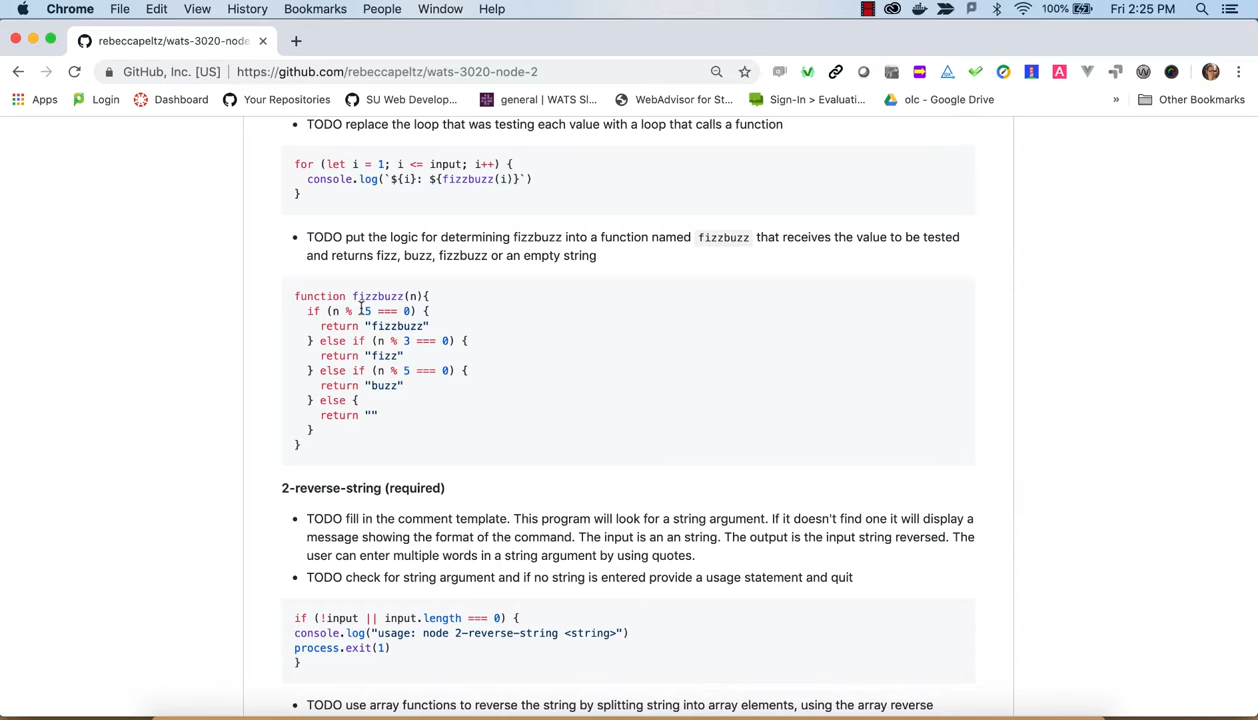 Chrome File Edit View History Bookmarks People Window Help 100% Fri 2:25 PM
rebeccapeltz/wats-3020-node
GitHub, Inc. [US] | https://github.com/rebeccapeltz/wats-3020-node-2
Apps Login Dashboard Your Repositories SU Web Develop... general | WATS Sl... WebAdvisor for St... Sign-In > Evaluati... olc - Google Drive » Other Bookmarks
• TODO replace the loop that was testing each value with a loop that calls a function
for (let i = 1; i <= input; i++) {
console.log(`${i}: ${fizzbuzz(i)}`)
}
• TODO put the logic for determining fizzbuzz into a function named fizzbuzz that receives the value to be tested
and returns fizz, buzz, fizzbuzz or an empty string
function fizzbuzz(n){
if (n % 15 === 0) {
return "fizzbuzz"
} else if (n % 3 === 0) {
return "fizz"
} else if (n % 5 === 0) {
return "buzz"
} else {
return ""
}
}
2-reverse-string (required)
• TODO fill in the comment template. This program will look for a string argument. If it doesn't find one it will display a
message showing the format of the command. The input is an an string. The output is the input string reversed. The
user can enter multiple words in a string argument by using quotes.
• TODO check for string argument and if no string is entered provide a usage statement and quit
if (!input || input.length === 0) {
console.log("usage: node 2-reverse-string <string>")
process.exit(1)
}
• TODO use array functions to reverse the string by splitting string into array elements, using the array reverse